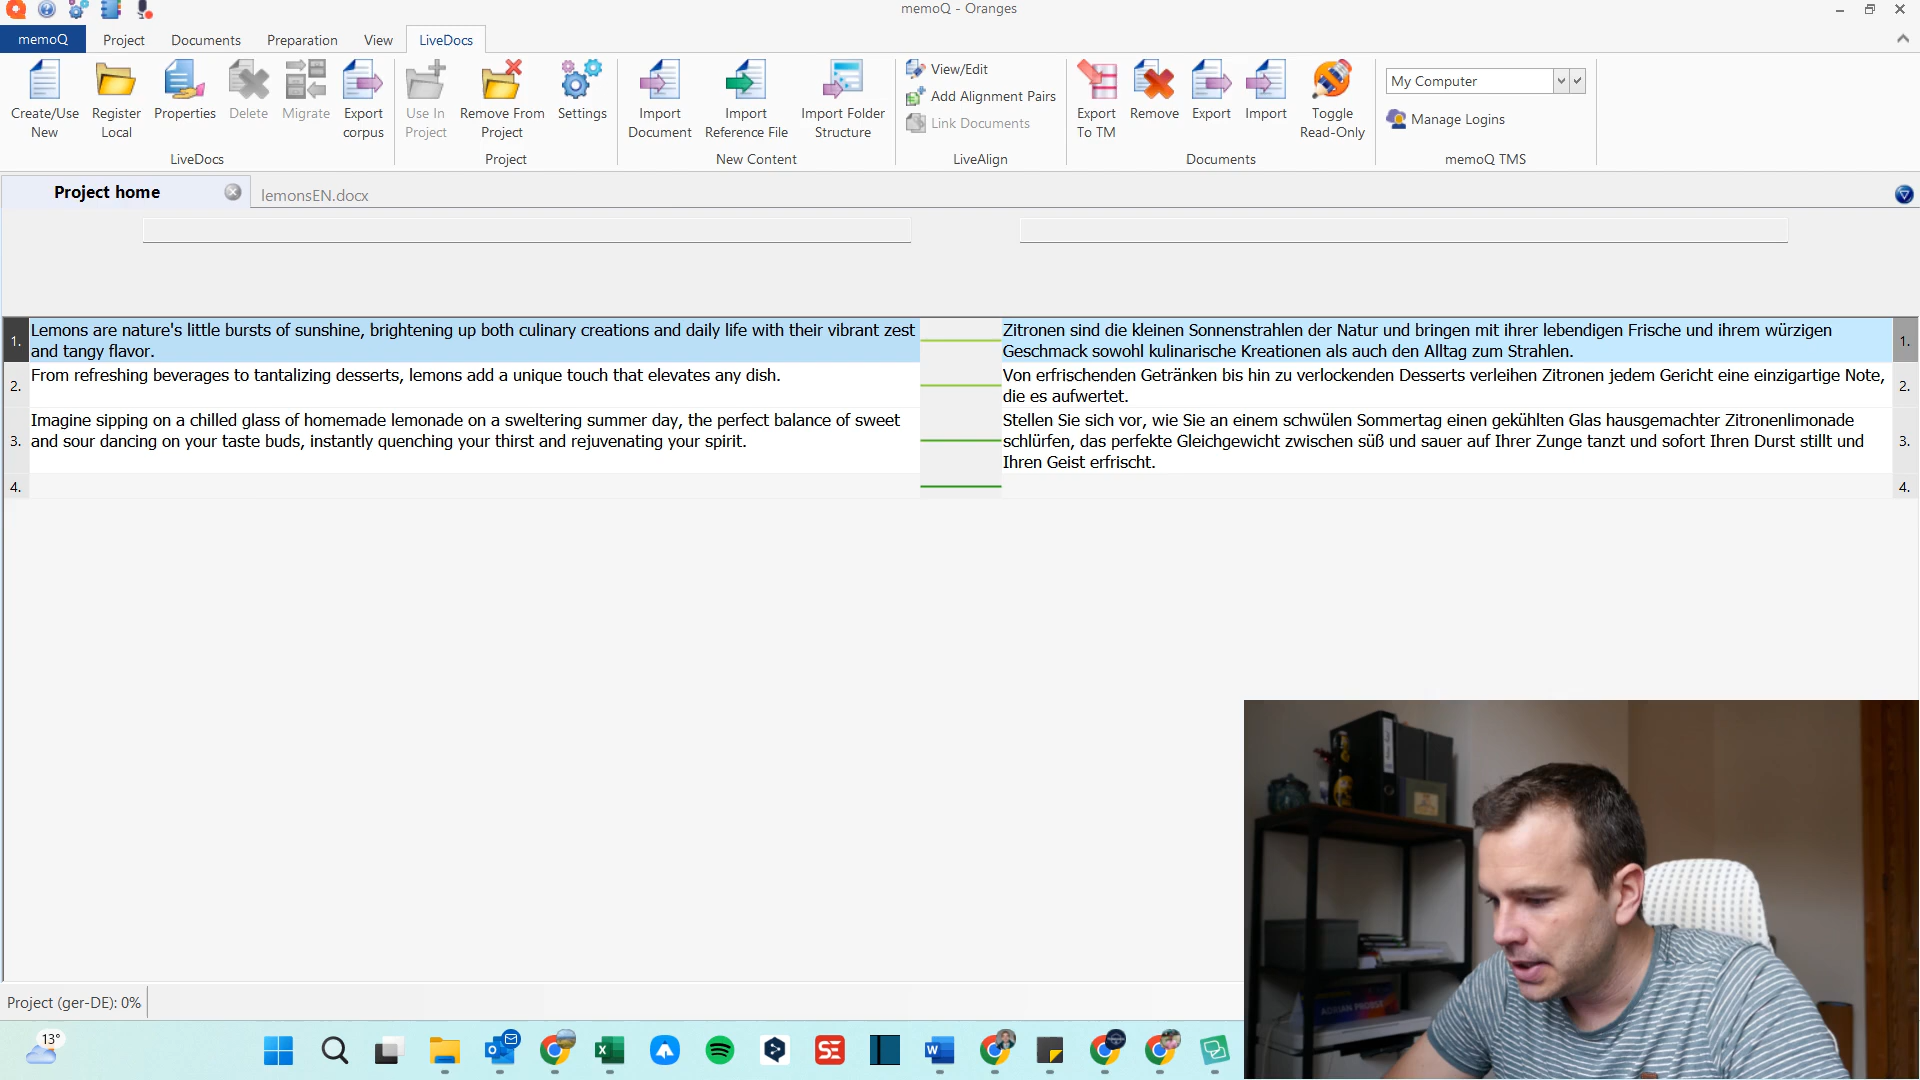 memoQ - Oranges
memoQ
Project
Documents
Preparation
View
LiveDocs
Create/Use
New
Register
Local
Properties
Delete
Migrate
Export
corpus
LiveDocs
Use In
Project
Remove From
Project
Settings
Project
Import
Document
Import
Reference File
Import Folder
Structure
New Content
View/Edit
Add Alignment Pairs
Link Documents
LiveAlign
Export
To TM
Remove
Export
Import
Toggle
Read-Only
Documents
My Computer
Manage Logins
memoQ TMS
Project home
lemonsEN.docx
1.
Lemons are nature's little bursts of sunshine, brightening up both culinary creations and daily life with their vibrant zest
and tangy flavor.
Zitronen sind die kleinen Sonnenstrahlen der Natur und bringen mit ihrer lebendigen Frische und ihrem würzigen
Geschmack sowohl kulinarische Kreationen als auch den Alltag zum Strahlen.
1.
2.
From refreshing beverages to tantalizing desserts, lemons add a unique touch that elevates any dish.
Von erfrischenden Getränken bis hin zu verlockenden Desserts verleihen Zitronen jedem Gericht eine einzigartige Note,
die es aufwertet.
2.
3.
Imagine sipping on a chilled glass of homemade lemonade on a sweltering summer day, the perfect balance of sweet
and sour dancing on your taste buds, instantly quenching your thirst and rejuvenating your spirit.
Stellen Sie sich vor, wie Sie an einem schwülen Sommertag einen gekühlten Glas hausgemachter Zitronenlimonade
schlürfen, das perfekte Gleichgewicht zwischen süß und sauer auf Ihrer Zunge tanzt und sofort Ihren Durst stillt und
Ihren Geist erfrischt.
3.
4.
4.
Project (ger-DE): 0%
13°
SE
ADRIAN PROBST